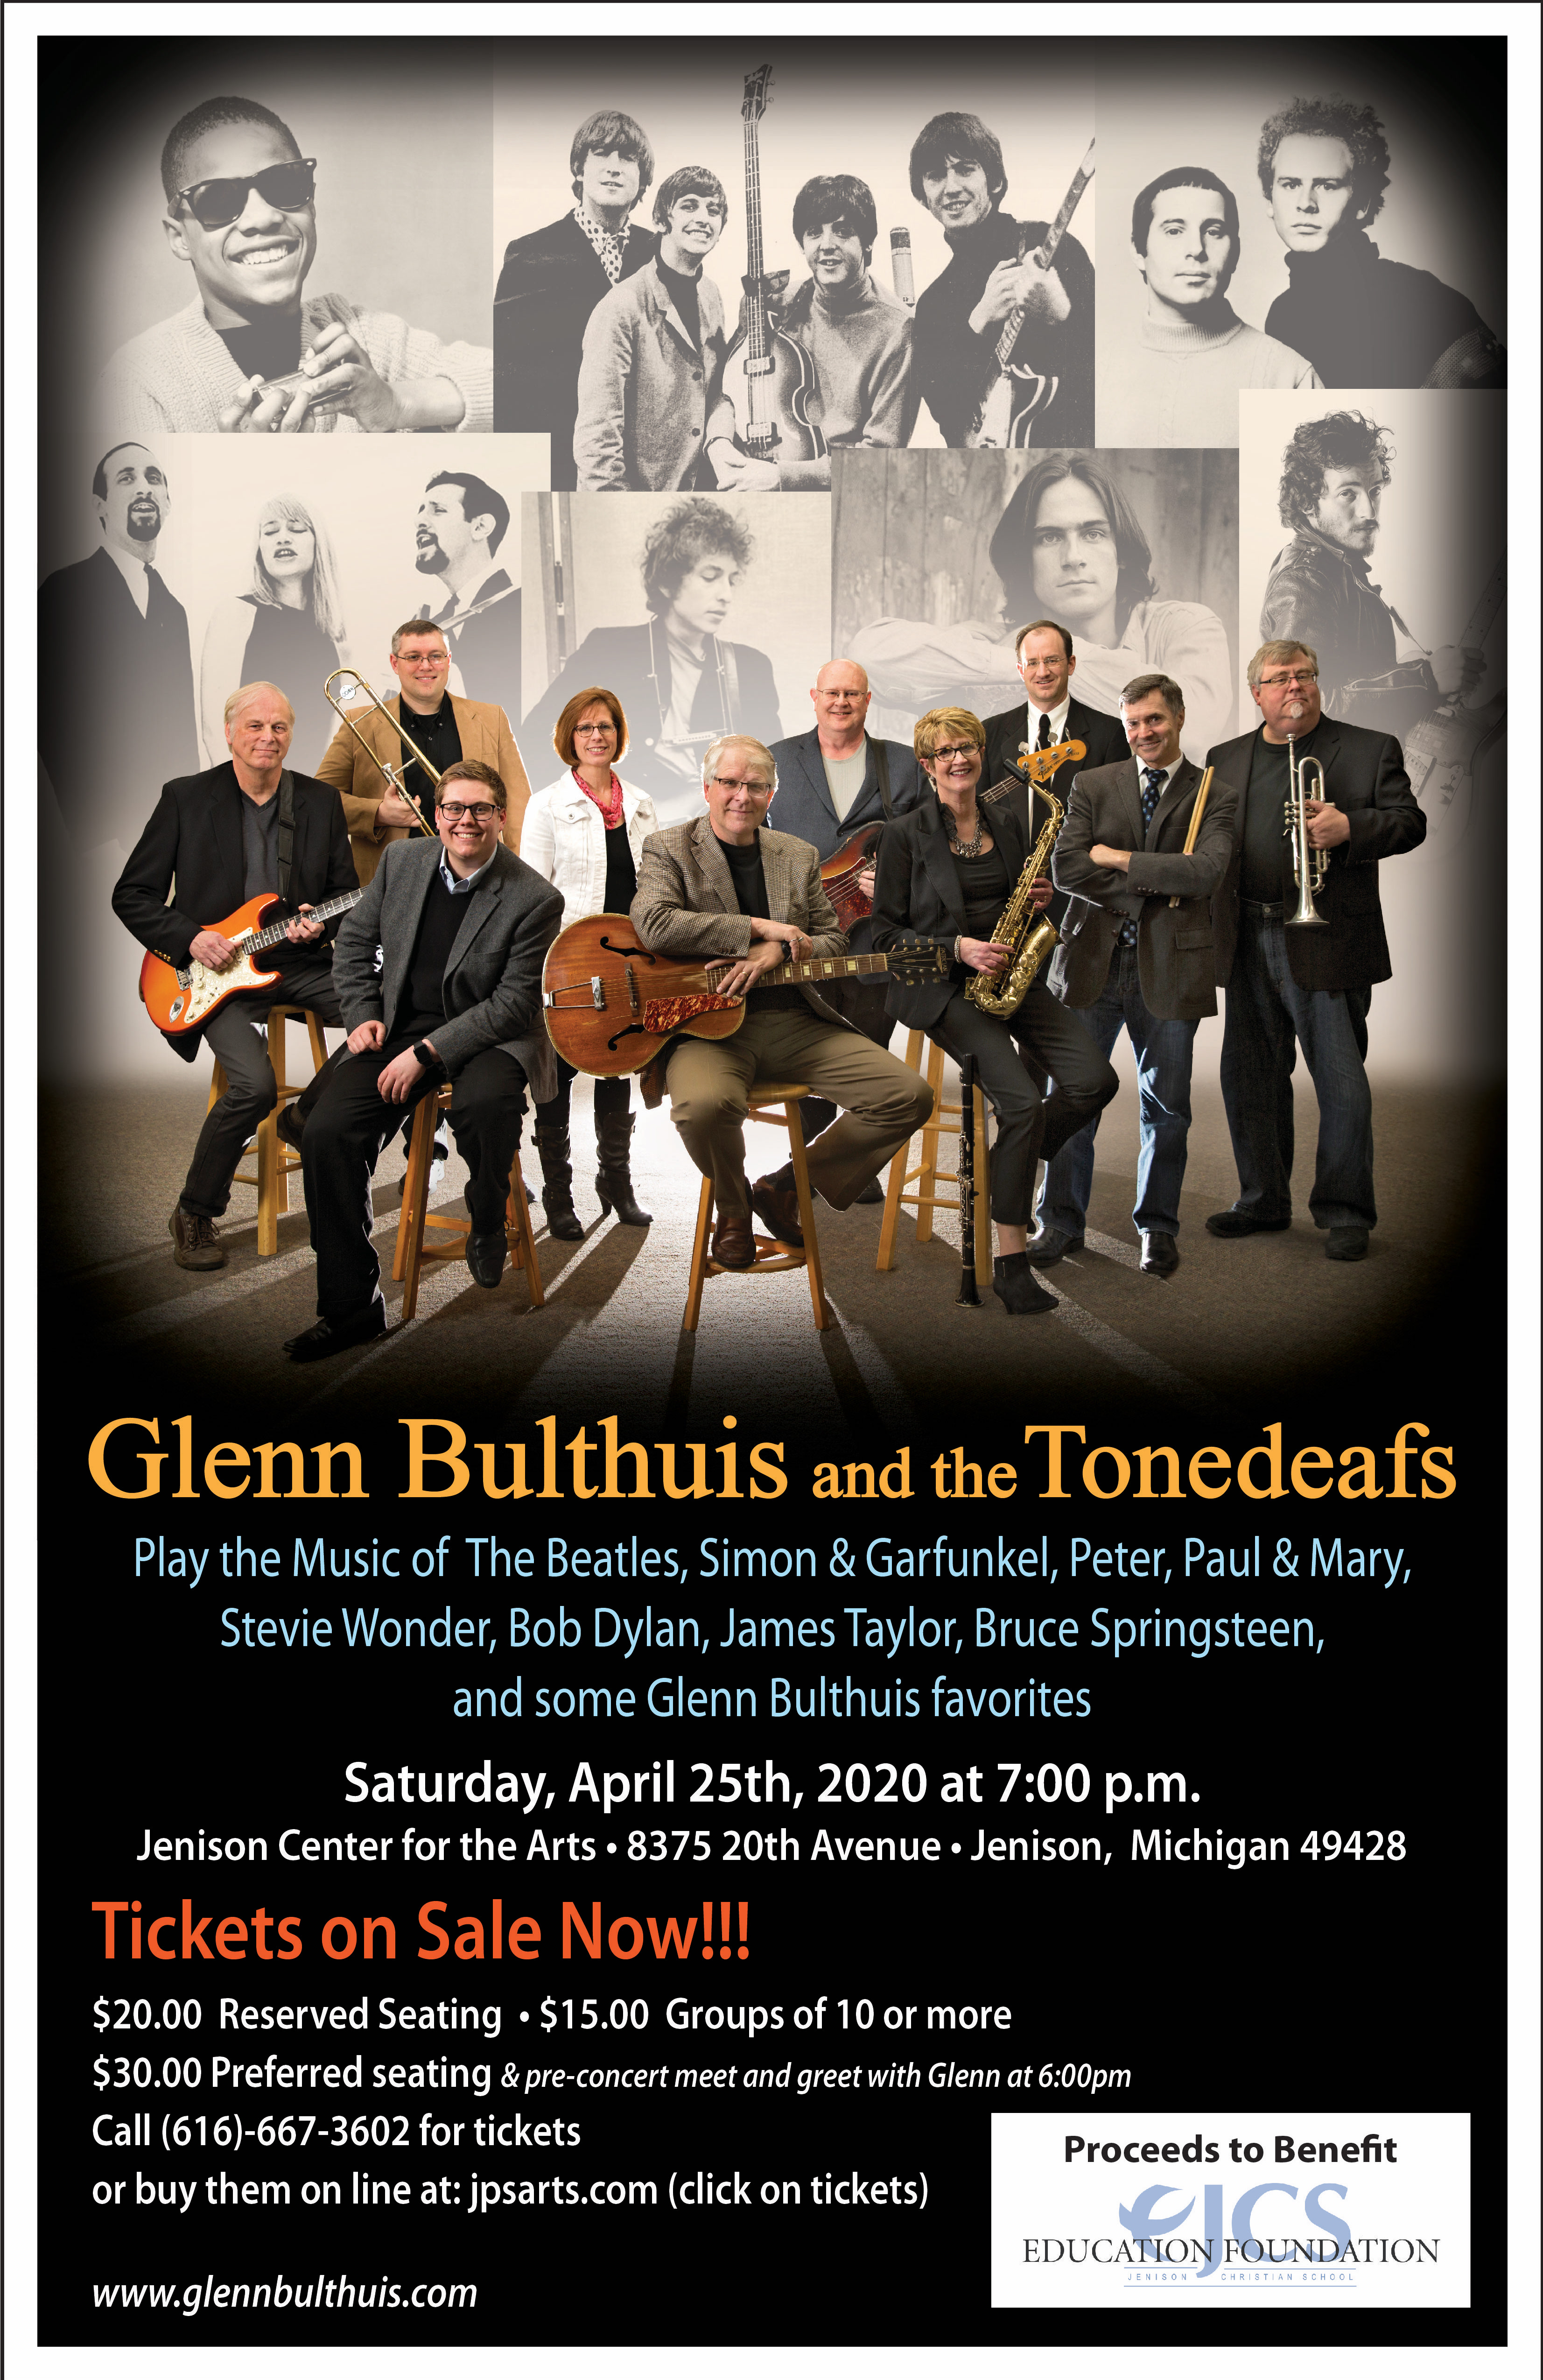 Glenn Bulthuis and the Tonedeafs
Play the Music of The Beatles, Simon & Garfunkel, Peter, Paul & Mary,
Stevie Wonder, Bob Dylan, James Taylor, Bruce Springsteen,
and some Glenn Bulthuis favorites
Saturday, April 25th, 2020 at 7:00 p.m.
Jenison Center for the Arts • 8375 20th Avenue • Jenison, Michigan 49428
Tickets on Sale Now!!!
$20.00 Reserved Seating • $15.00 Groups of 10 or more
$30.00 Preferred seating & pre-concert meet and greet with Glenn at 6:00pm
Call (616)-667-3602 for tickets
or buy them on line at: jpsarts.com (click on tickets)
www.glennbulthuis.com
Proceeds to Benefit
JCS
EDUCATION FOUNDATION
JENISON CHRISTIAN SCHOOL